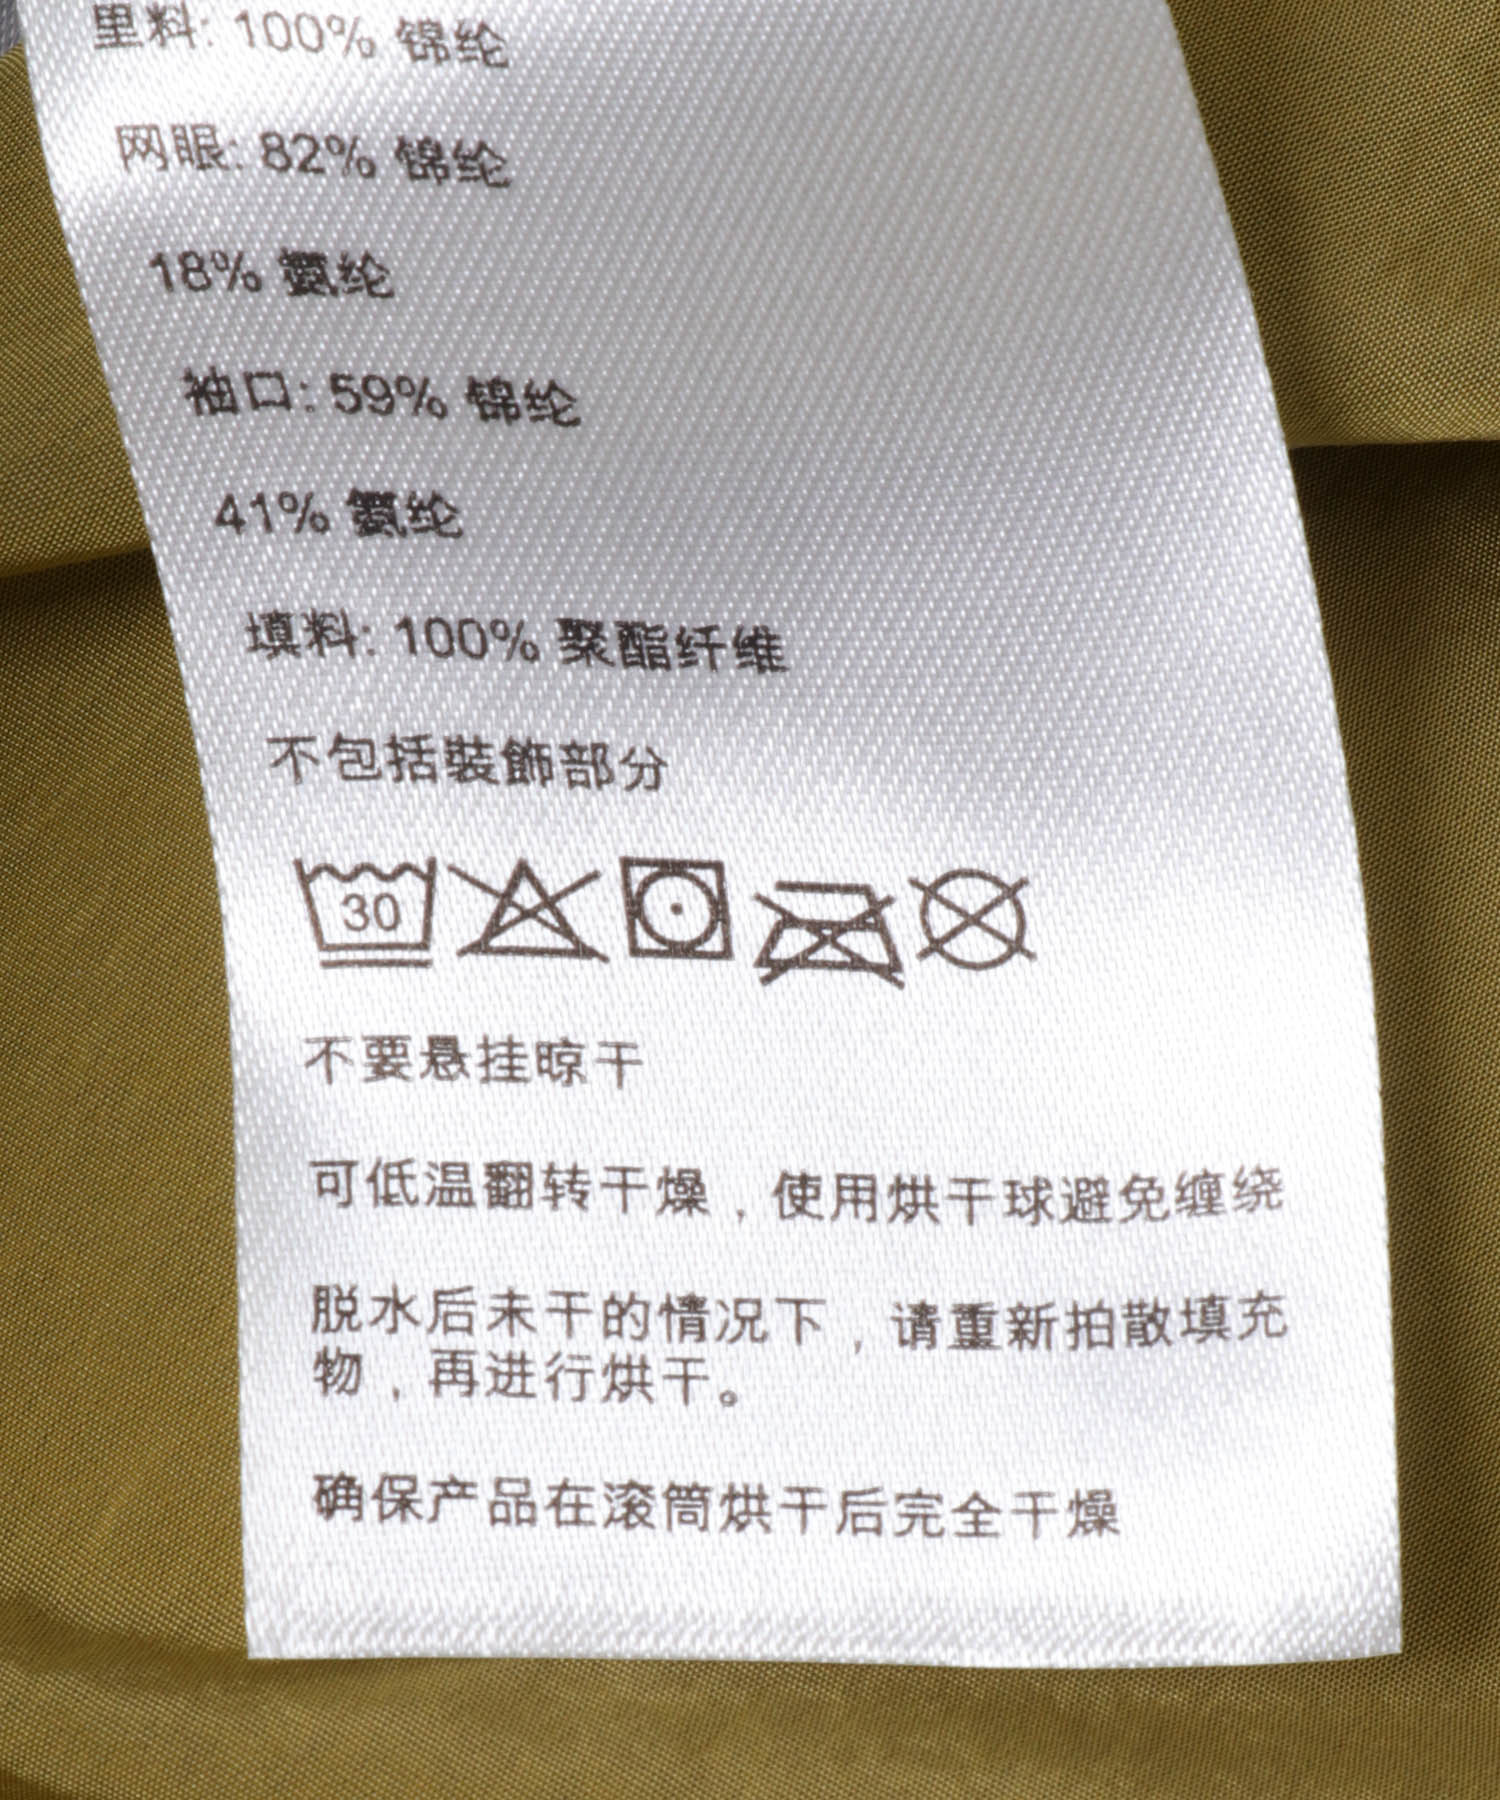 里料: 100% 锦纶
网眼: 82% 锦纶
18% 氨纶
袖口: 59% 锦纶
41% 氨纶
填料: 100% 聚酯纤维
不包括裝飾部分
30
不要悬挂晾干
可低温翻转干燥，使用烘干球避免缠绕
脱水后未干的情况下，请重新拍散填充
物，再进行烘干。
确保产品在滚筒烘干后完全干燥